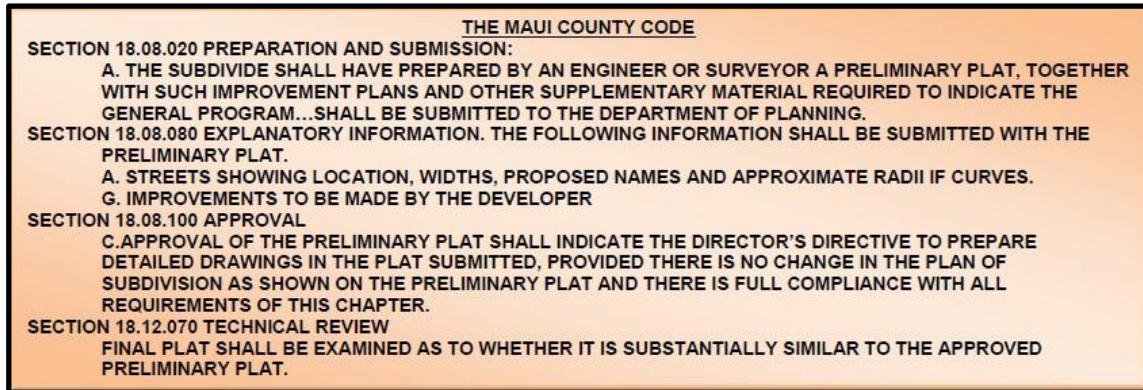 THE MAUI COUNTY CODE
SECTION 18.08.020 PREPARATION AND SUBMISSION:
A. THE SUBDIVIDE SHALL HAVE PREPARED BY AN ENGINEER OR SURVEYOR A PRELIMINARY PLAT, TOGETHER
WITH SUCH IMPROVEMENT PLANS AND OTHER SUPPLEMENTARY MATERIAL REQUIRED TO INDICATE THE
GENERAL PROGRAM...SHALL BE SUBMITTED TO THE DEPARTMENT OF PLANNING.
SECTION 18.08.080 EXPLANATORY INFORMATION. THE FOLLOWING INFORMATION SHALL BE SUBMITTED WITH THE
PRELIMINARY PLAT.
A. STREETS SHOWING LOCATION, WIDTHS, PROPOSED NAMES AND APPROXIMATE RADII IF CURVES.
G. IMPROVEMENTS TO BE MADE BY THE DEVELOPER
SECTION 18.08.100 APPROVAL
C.APPROVAL OF THE PRELIMINARY PLAT SHALL INDICATE THE DIRECTOR'S DIRECTIVE TO PREPARE
DETAILED DRAWINGS IN THE PLAT SUBMITTED, PROVIDED THERE IS NO CHANGE IN THE PLAN OF
SUBDIVISION AS SHOWN ON THE PRELIMINARY PLAT AND THERE IS FULL COMPLIANCE WITH ALL
REQUIREMENTS OF THIS CHAPTER.
SECTION 18.12.070 TECHNICAL REVIEW
FINAL PLAT SHALL BE EXAMINED AS TO WHETHER IT IS SUBSTANTIALLY SIMILAR TO THE APPROVED
PRELIMINARY PLAT.